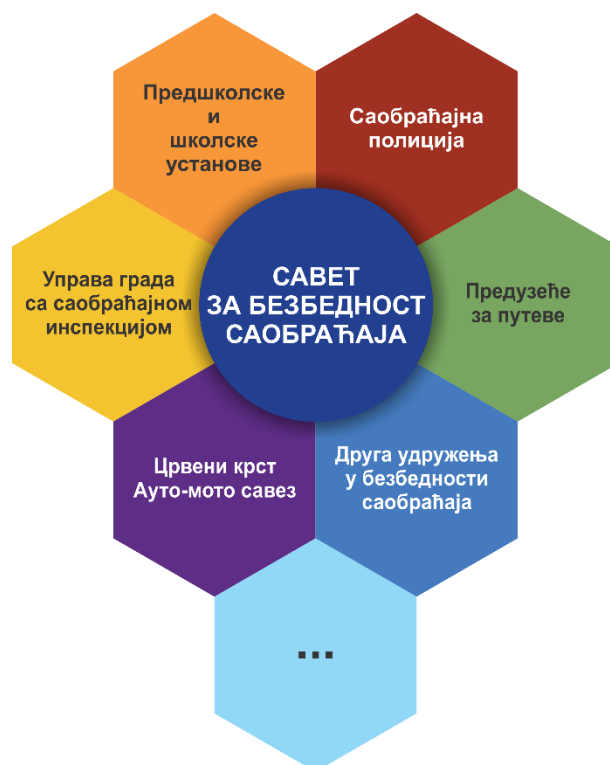 Предшколске
и
школске
установе
Саобраћајна
полиција
Управа града
са саобраћајном
инспекцијом
САВЕТ
ЗА БЕЗБЕДНОСТ
САОБРАЋАЈА
Предузеће
за путеве
Црвени крст
Ауто-мото савез
Друга удружења
у безбедности
саобраћаја
...